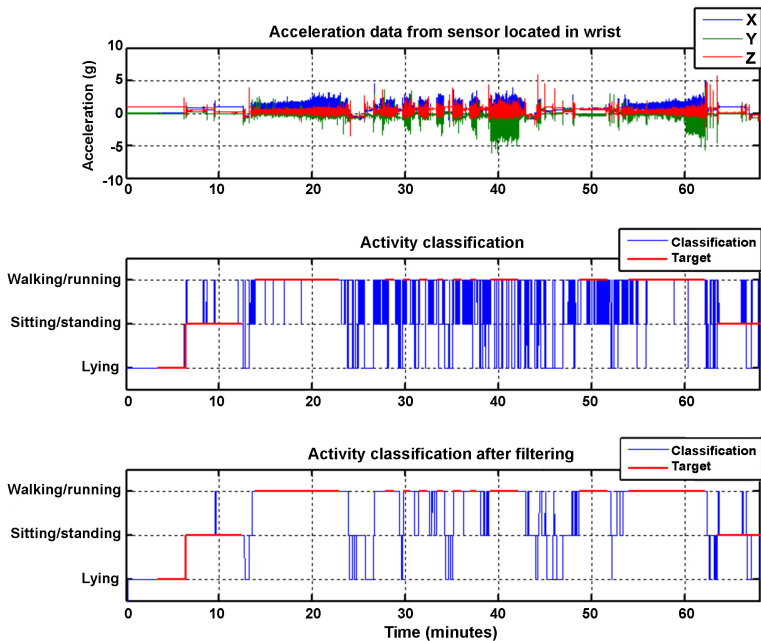 Acceleration data from sensor located in wrist
X
Y
Z
Acceleration (g)
10
5
0
-5
-10
0 10 20 30 40 50 60
Activity classification
Classification
Target
Walking/running
Sitting/standing
Lying
0 10 20 30 40 50 60
Activity classification after filtering
Classification
Target
Walking/running
Sitting/standing
Lying
0 10 20 30 40 50 60
Time (minutes)